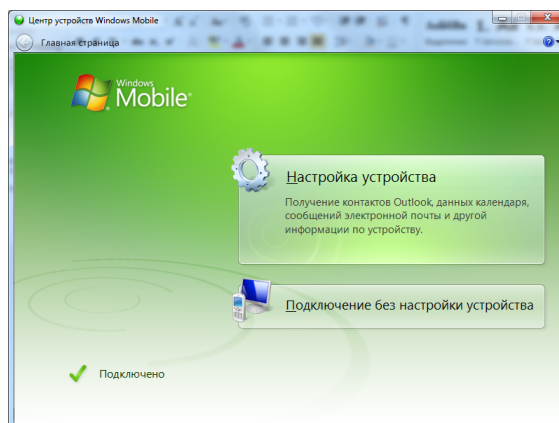 Центр устройств Windows Mobile
Главная страница
Windows
Mobile
Настройка устройства
Получение контактов Outlook, данных календаря,
сообщений электронной почты и другой
информации по устройству.
Подключение без настройки устройства
Подключено